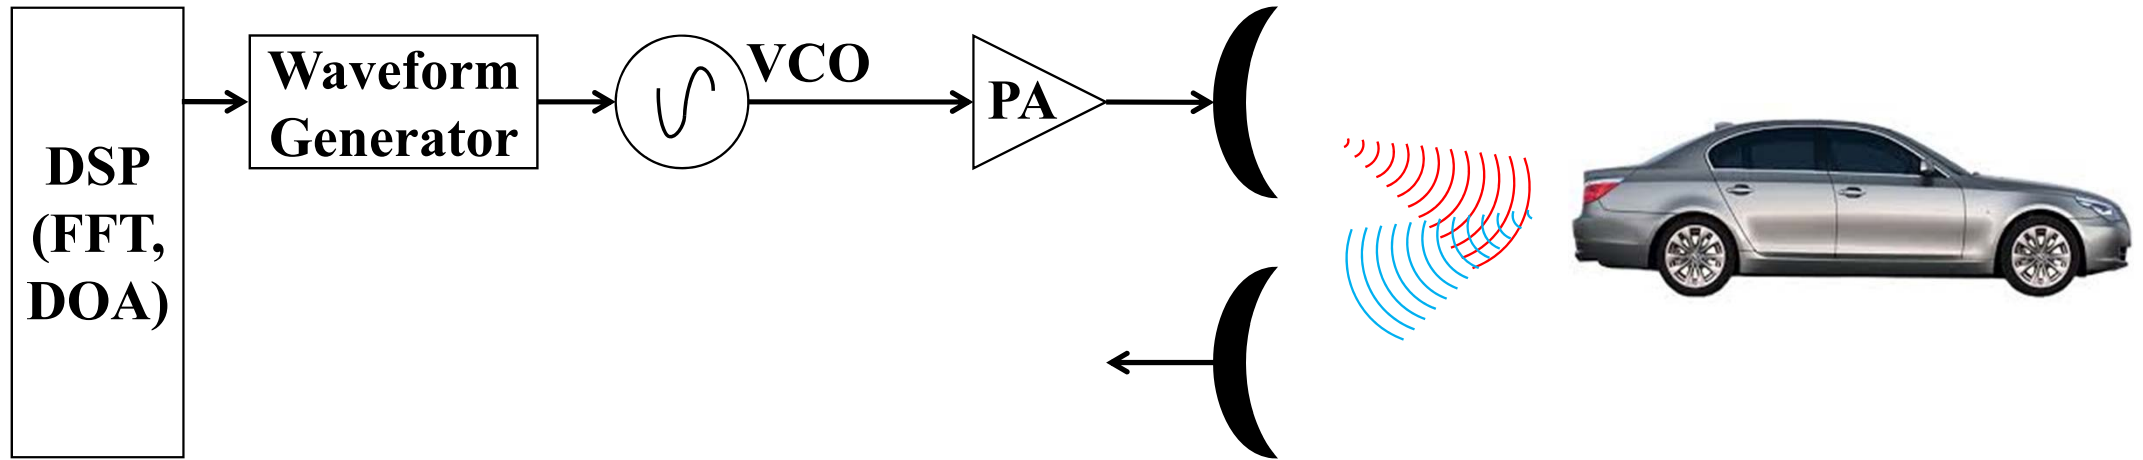 DSP
(FFT,
DOA)
Waveform
Generator
VCO
PA